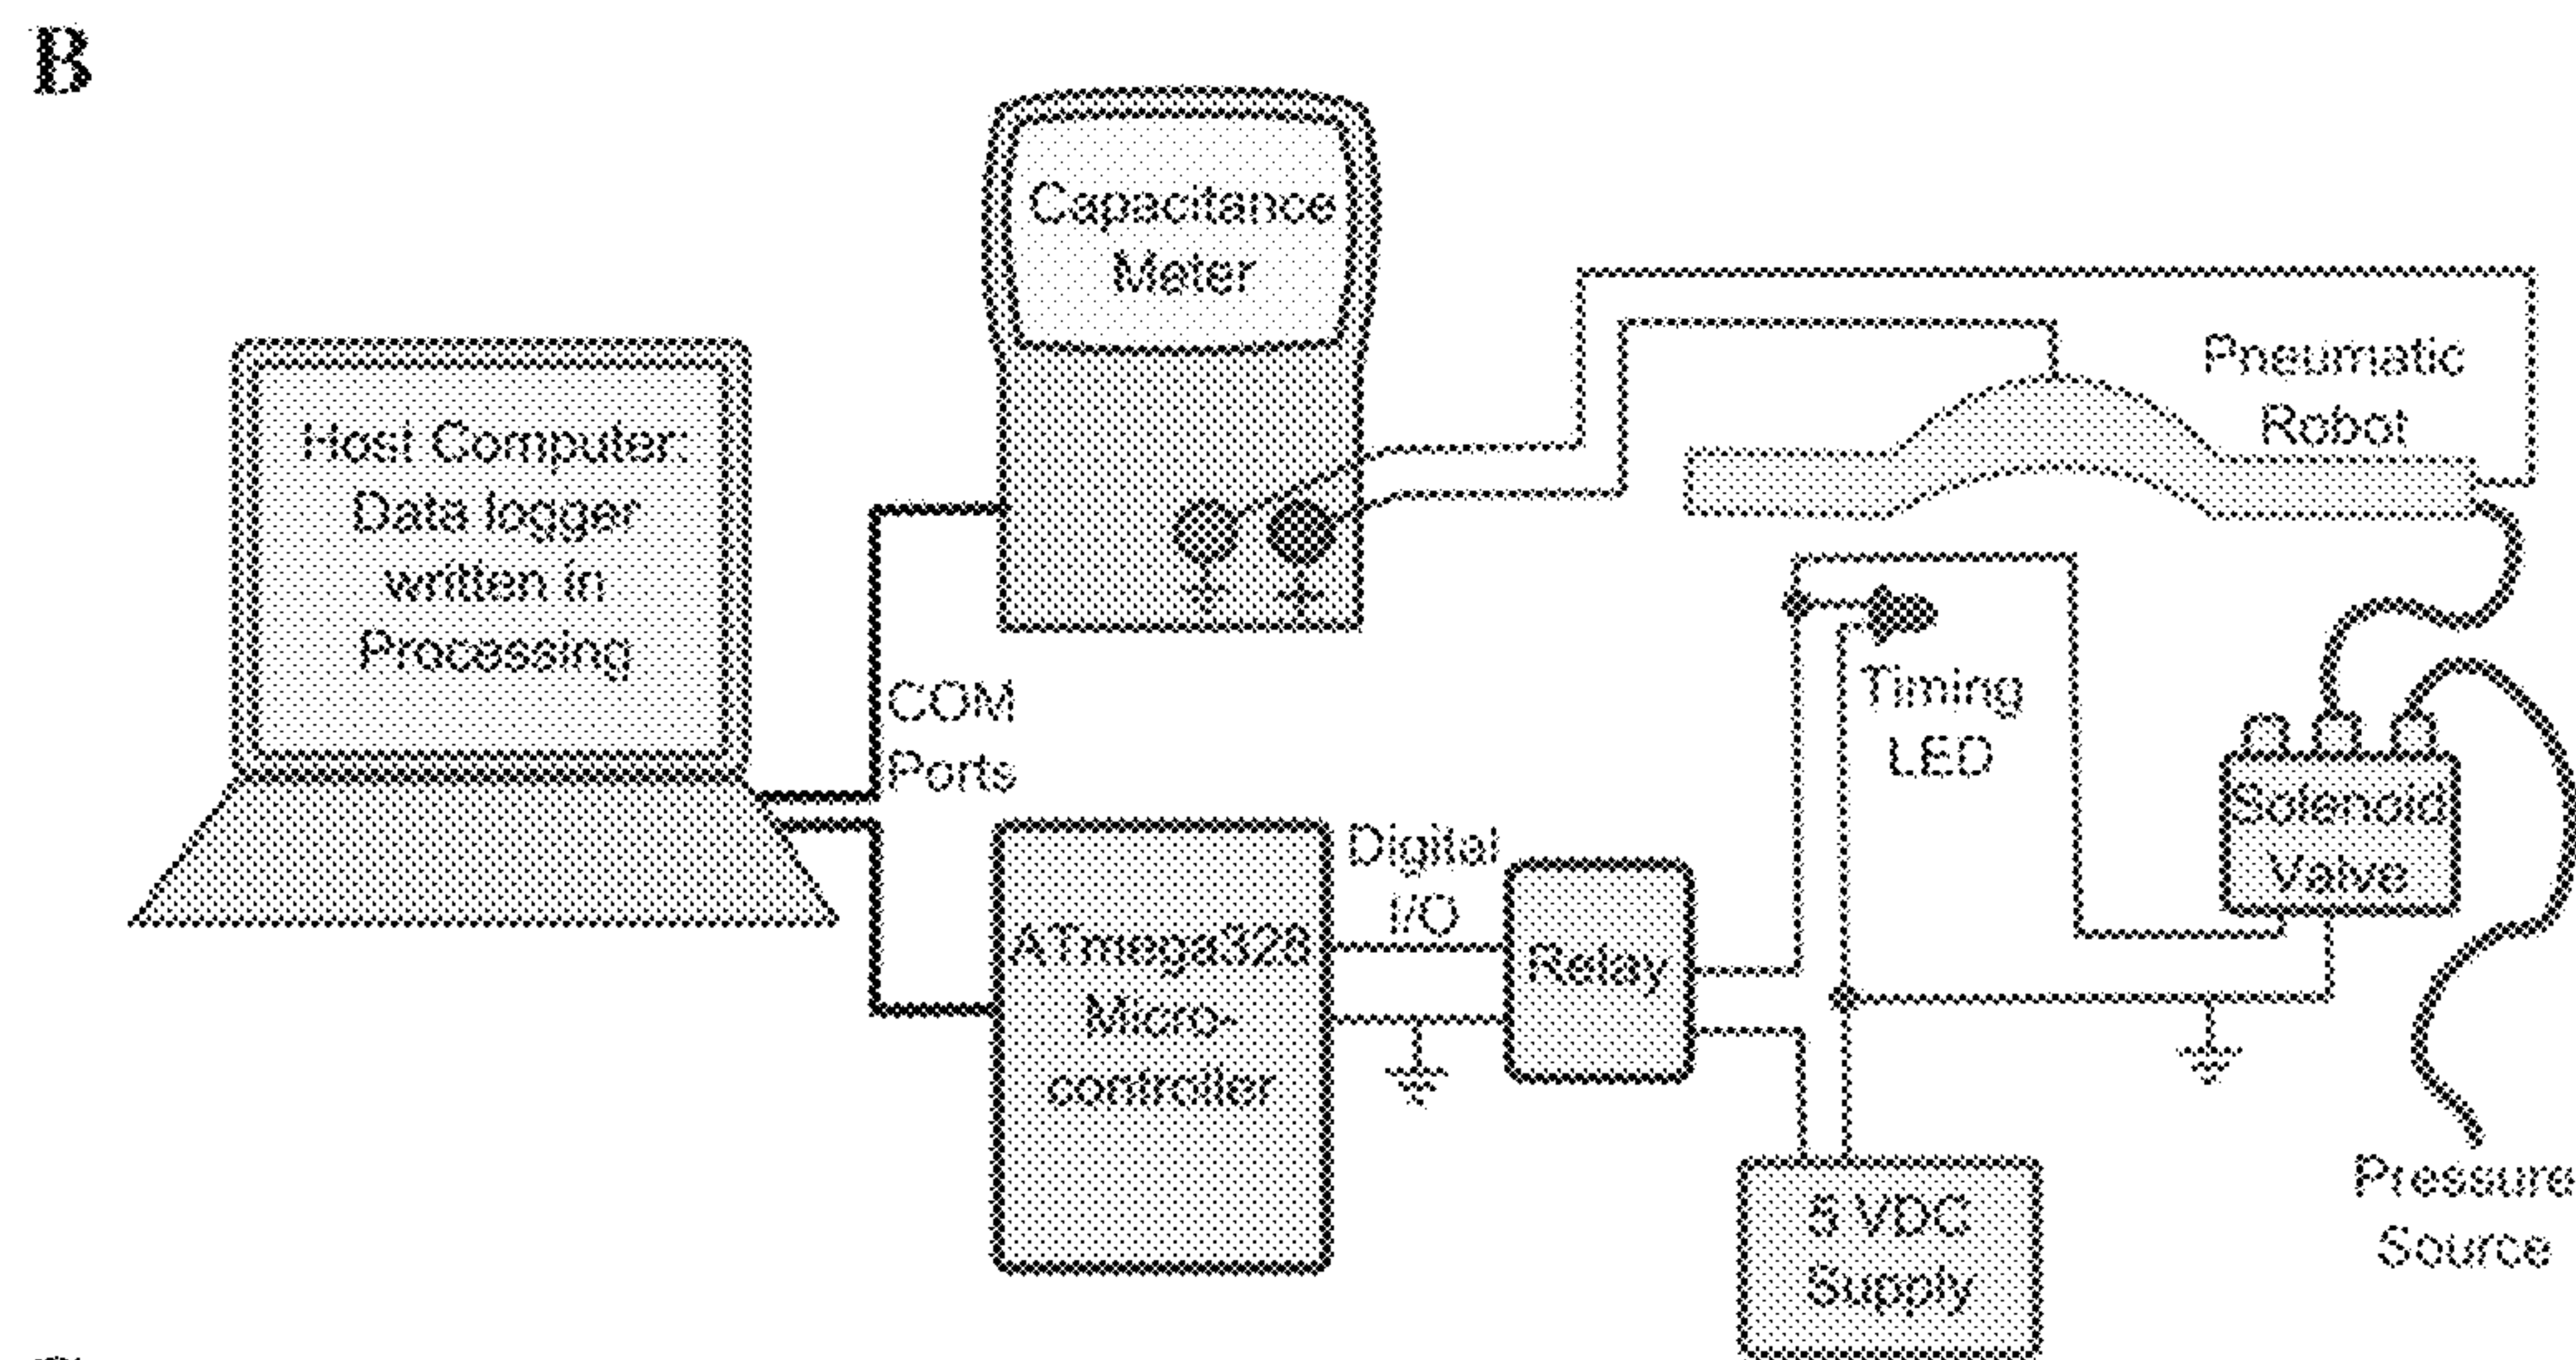 B
Capacitance
Meter
Host Computer:
Data logger
written in
Processing
COM
Ports
Pneumatic
Robot
Timing
LED
Solenoid
Valve
Digital
I/O
ATmega328
Micro-
controller
Relay
Pressure
Source
VDC
Supply